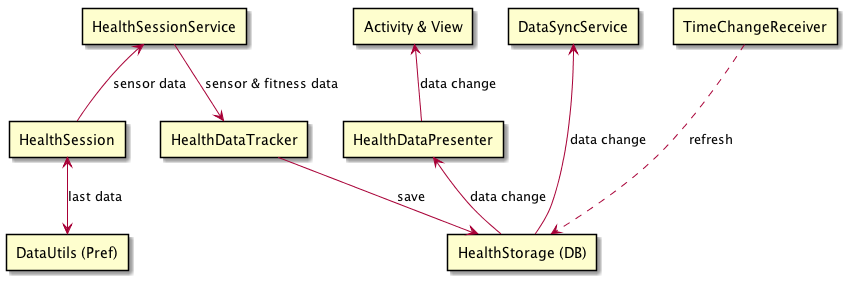 HealthSessionService
Activity & View
DataSyncService
TimeChangeReceiver
sensor data
sensor & fitness data
data change
HealthSession
HealthDataTracker
HealthDataPresenter
data change
refresh
last data
save
data change
DataUtils (Pref)
HealthStorage (DB)